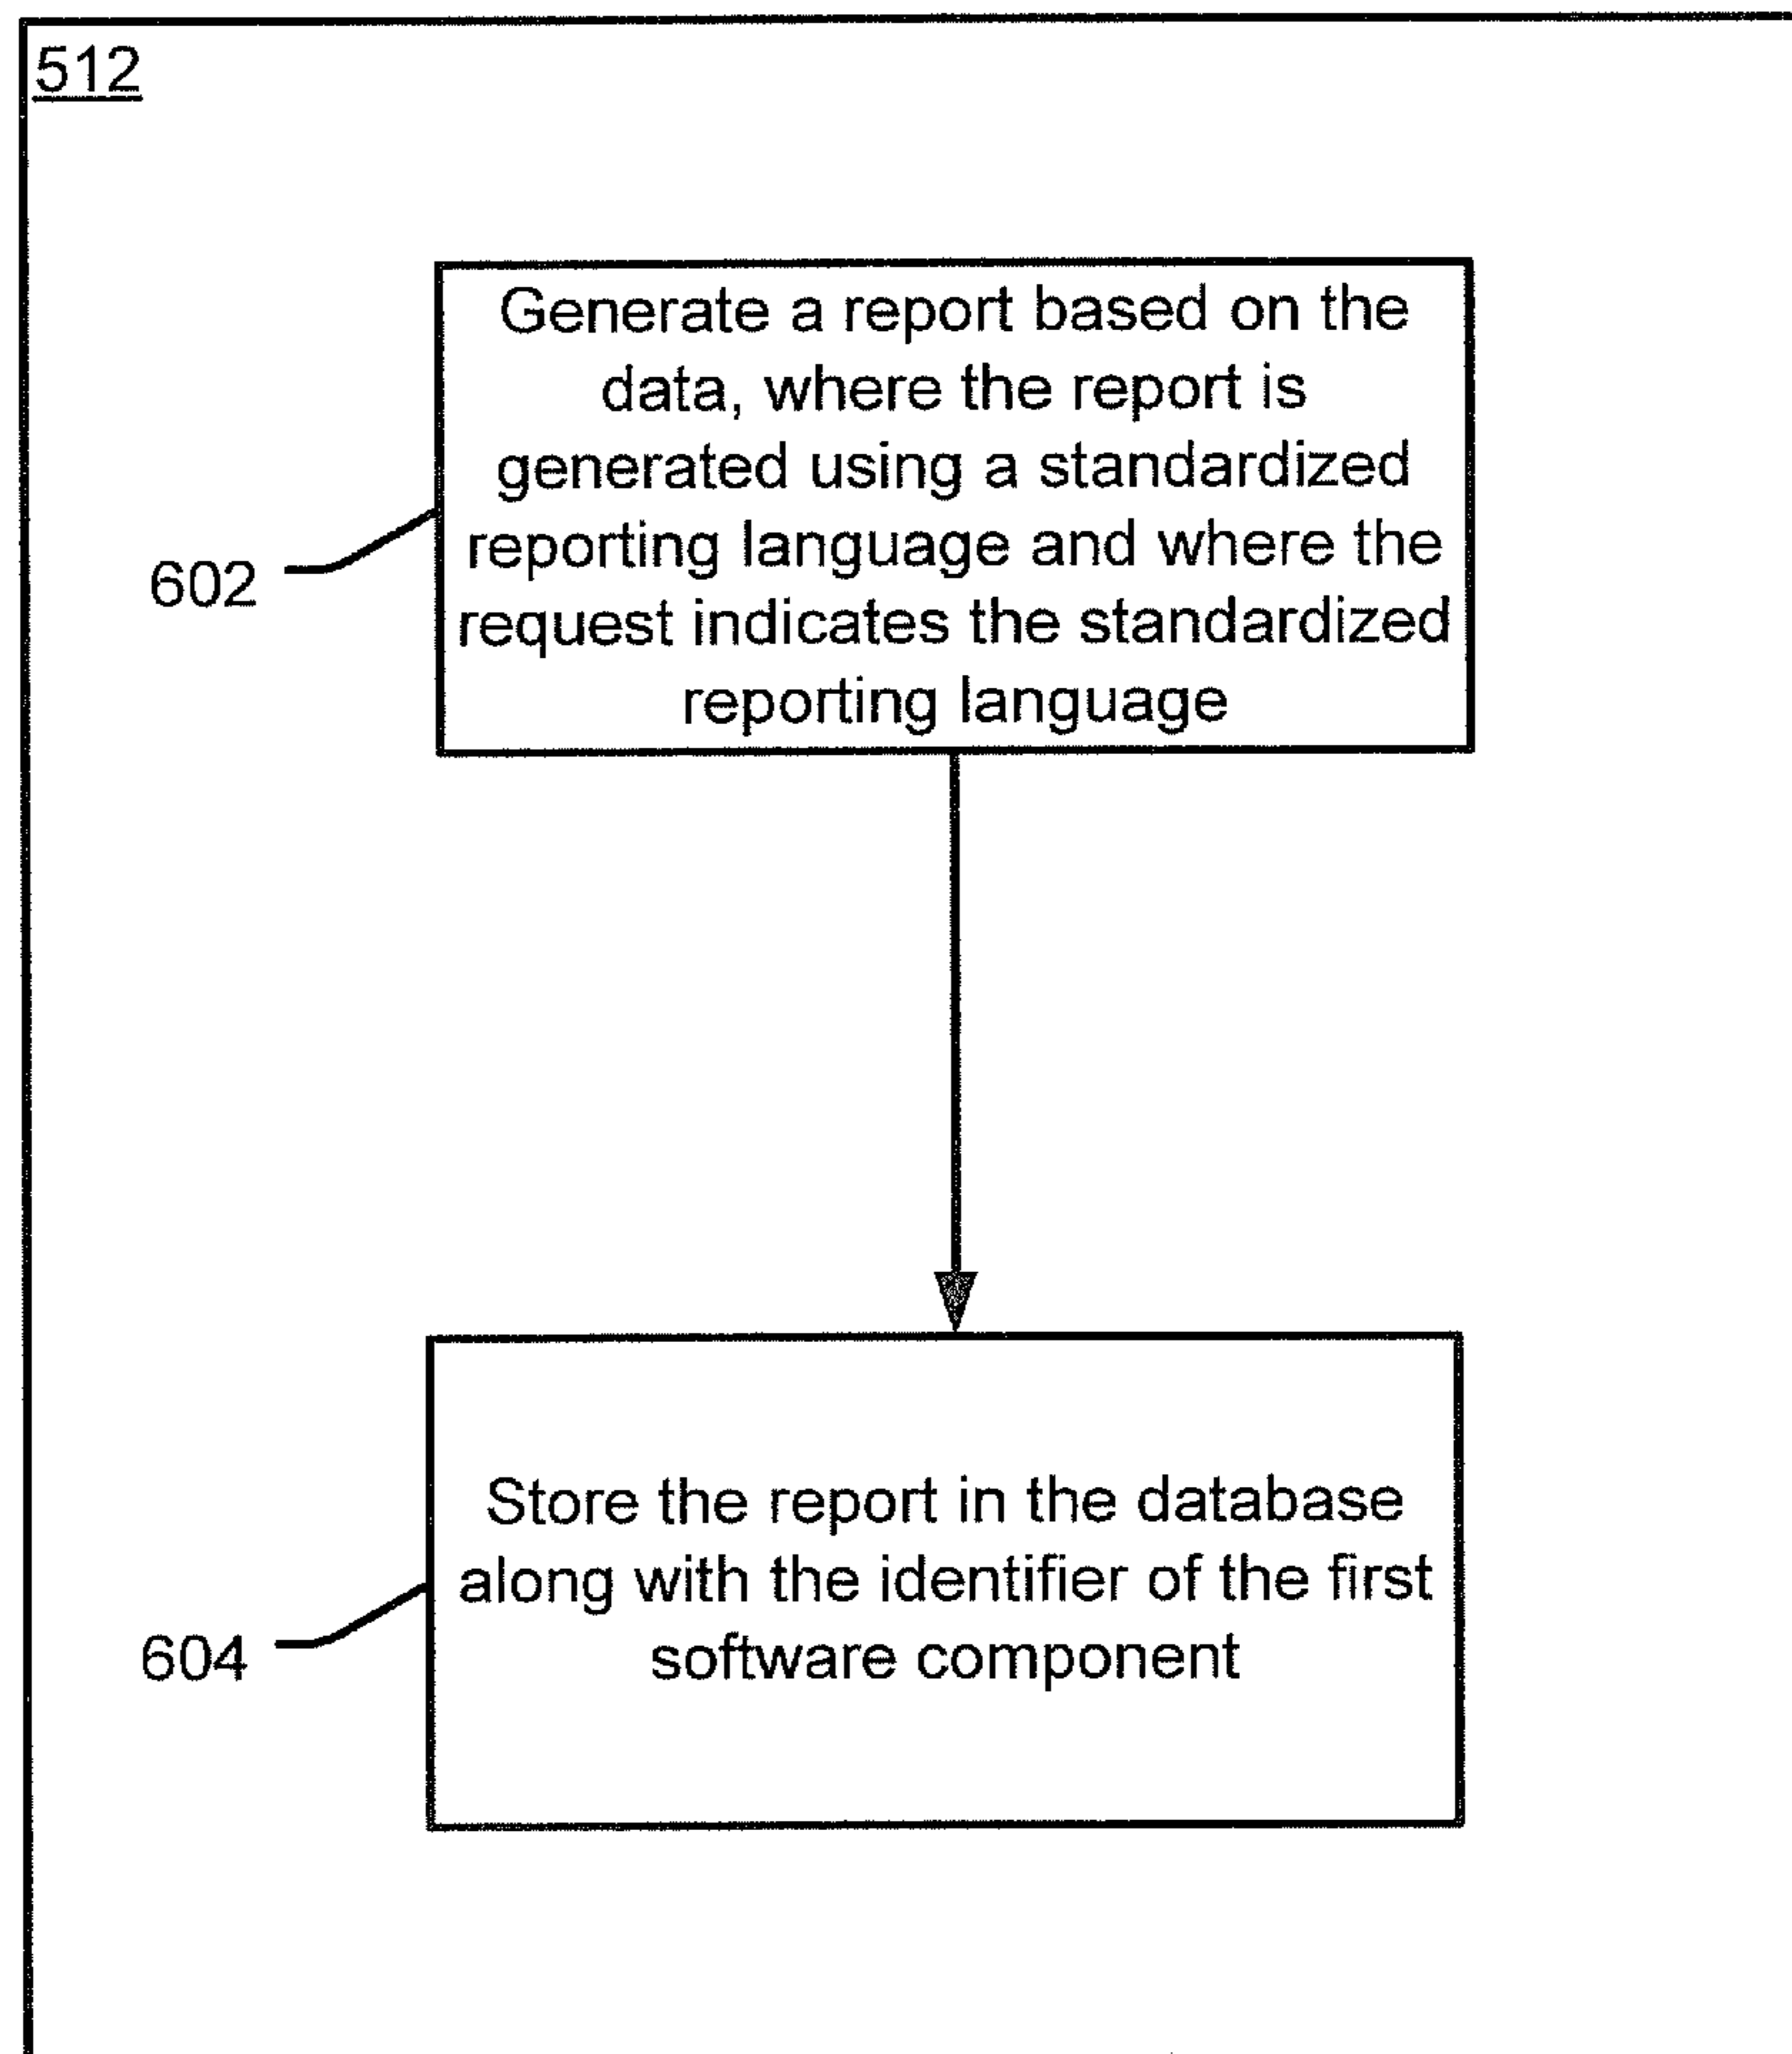 512
Generate a report based on the
data, where the report is
generated using a standardized
reporting language and where the
request indicates the standardized
reporting language
602
Store the report in the database
along with the identifier of the first
software component
604